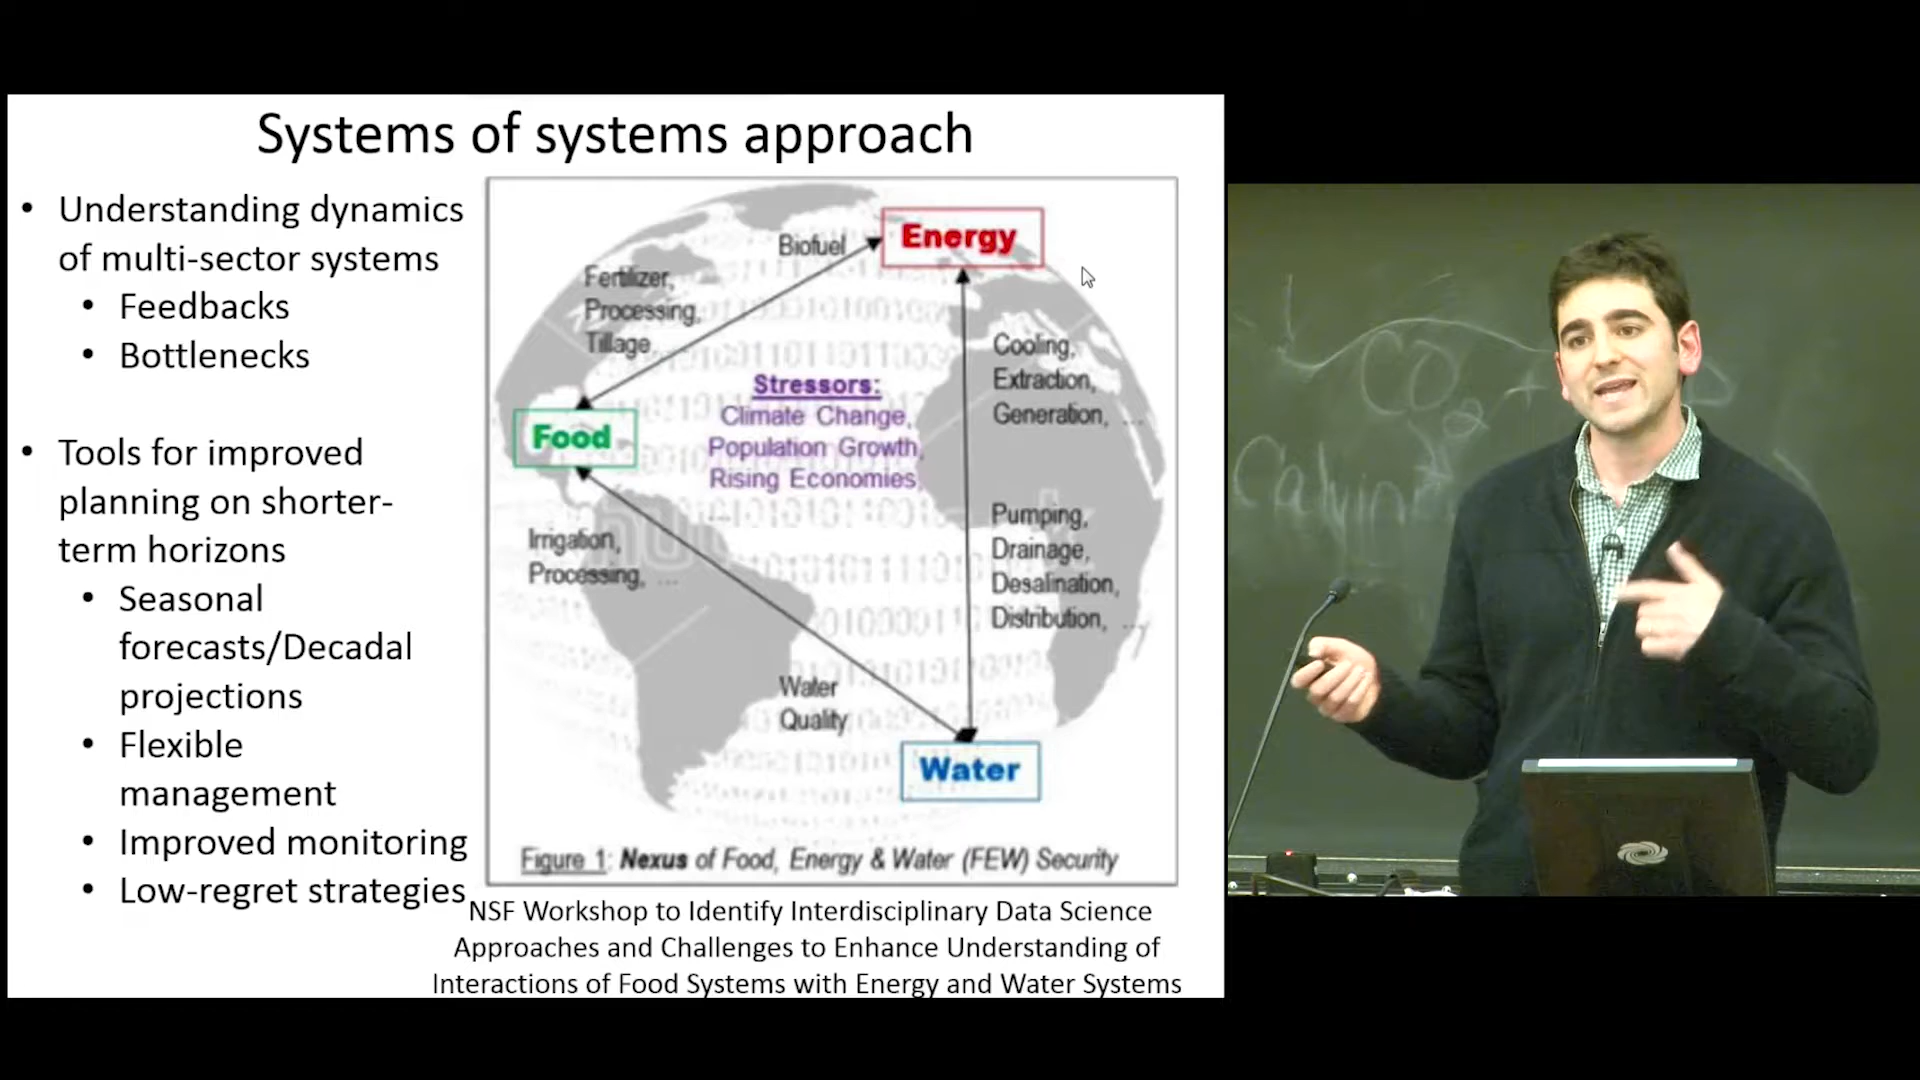 Systems of systems approach
• Understanding dynamics
of multi-sector systems
• Feedbacks
• Bottlenecks
• Tools for improved
planning on shorter-
term horizons
• Seasonal
forecasts/Decadal
projections
• Flexible
management
• Improved monitoring
• Low-regret strategies
Energy
Biofuel
Fertilizer,
Processing,
Tillage
Cooling,
Extraction,
Generation, ...
Stressors:
Climate Change,
Population Growth,
Rising Economies,
...
Food
Irrigation,
Processing, ...
Pumping,
Drainage,
Desalination,
Distribution, ...
Water
Quality
Water
Figure 1: Nexus of Food, Energy & Water (FEW) Security
NSF Workshop to Identify Interdisciplinary Data Science
Approaches and Challenges to Enhance Understanding of
Interactions of Food Systems with Energy and Water Systems
CO2 +
Calvin